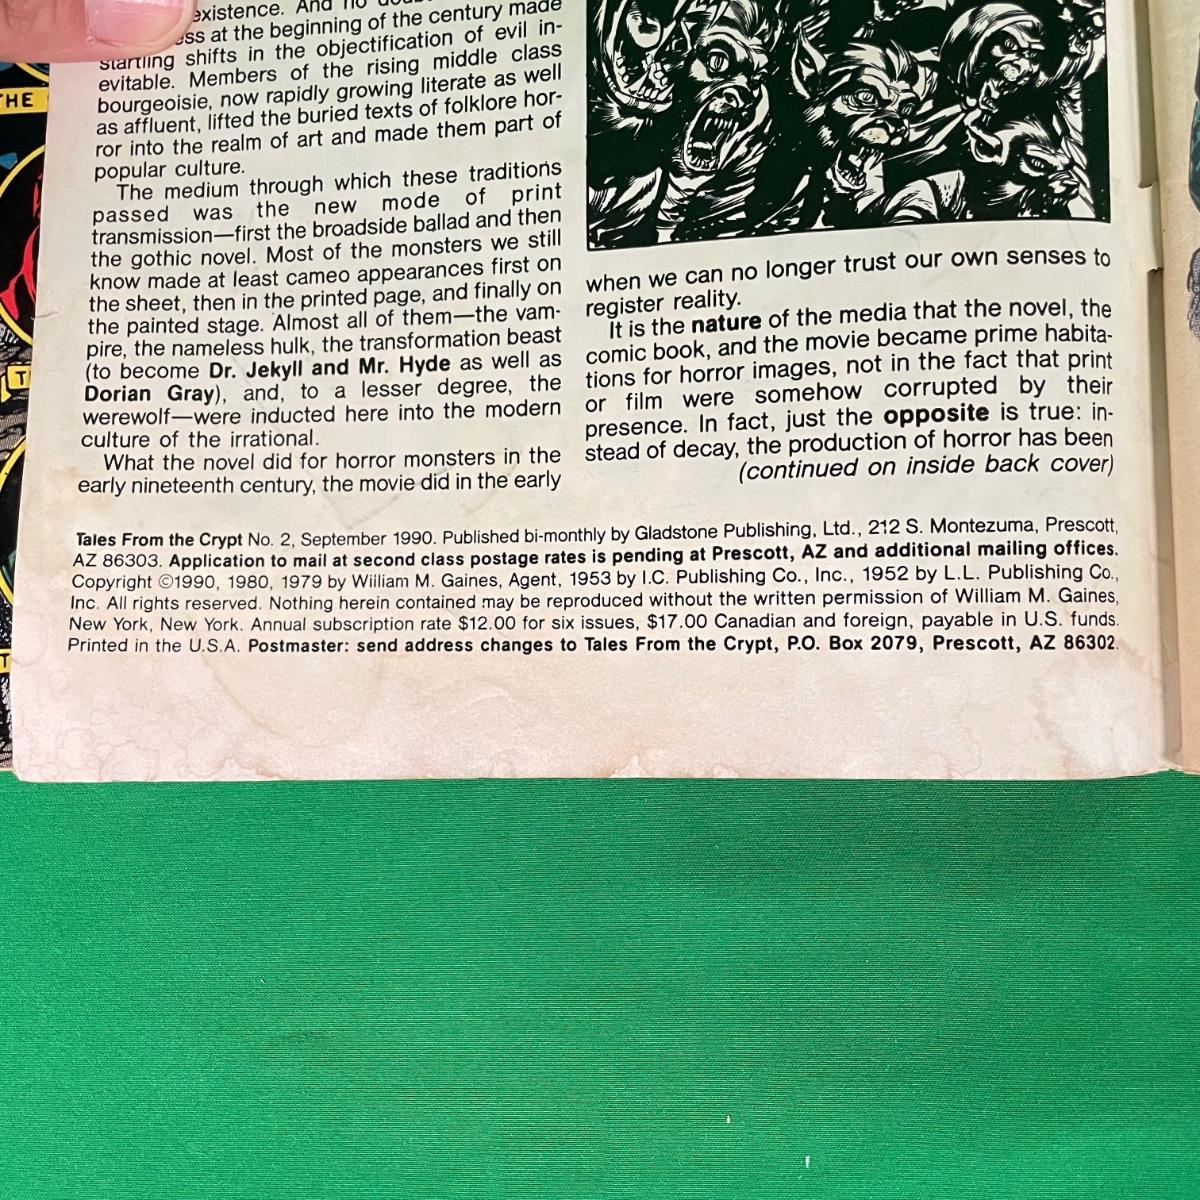 THE
existence. And no
at the beginning of the century made
startling shifts in the objectification of evil in-
evitable. Members of the rising middle class
bourgeoisie, now rapidly growing literate as well
as affluent, lifted the buried texts of folklore hor-
ror into the realm of art and made them part of
popular culture.
The medium through which these traditions
passed was the new mode of print
transmission—first the broadside ballad and then
the gothic novel. Most of the monsters we still
know made at least cameo appearances first on
the sheet, then in the printed page, and finally on
the painted stage. Almost all of them—the vam-
pire, the nameless hulk, the transformation beast
(to become Dr. Jekyll and Mr. Hyde as well as
Dorian Gray), and, to a lesser degree, the
werewolf—were inducted here into the modern
culture of the irrational.
What the novel did for horror monsters in the
early nineteenth century, the movie did in the early
when we can no longer trust our own senses to
register reality.
It is the nature of the media that the novel, the
comic book, and the movie became prime habita-
tions for horror images, not in the fact that print
or film were somehow corrupted by their
presence. In fact, just the opposite is true: in-
stead of decay, the production of horror has been
(continued on inside back cover)
Tales From the Crypt No. 2, September 1990. Published bi-monthly by Gladstone Publishing, Ltd., 212 S. Montezuma, Prescott,
AZ 86303. Application to mail at second class postage rates is pending at Prescott, AZ and additional mailing offices.
Copyright ©1990, 1980, 1979 by William M. Gaines, Agent, 1953 by I.C. Publishing Co., Inc., 1952 by L.L. Publishing Co.,
Inc. All rights reserved. Nothing herein contained may be reproduced without the written permission of William M. Gaines,
New York, New York. Annual subscription rate $12.00 for six issues, $17.00 Canadian and foreign, payable in U.S. funds.
Printed in the U.S.A. Postmaster: send address changes to Tales From the Crypt, P.O. Box 2079, Prescott, AZ 86302.